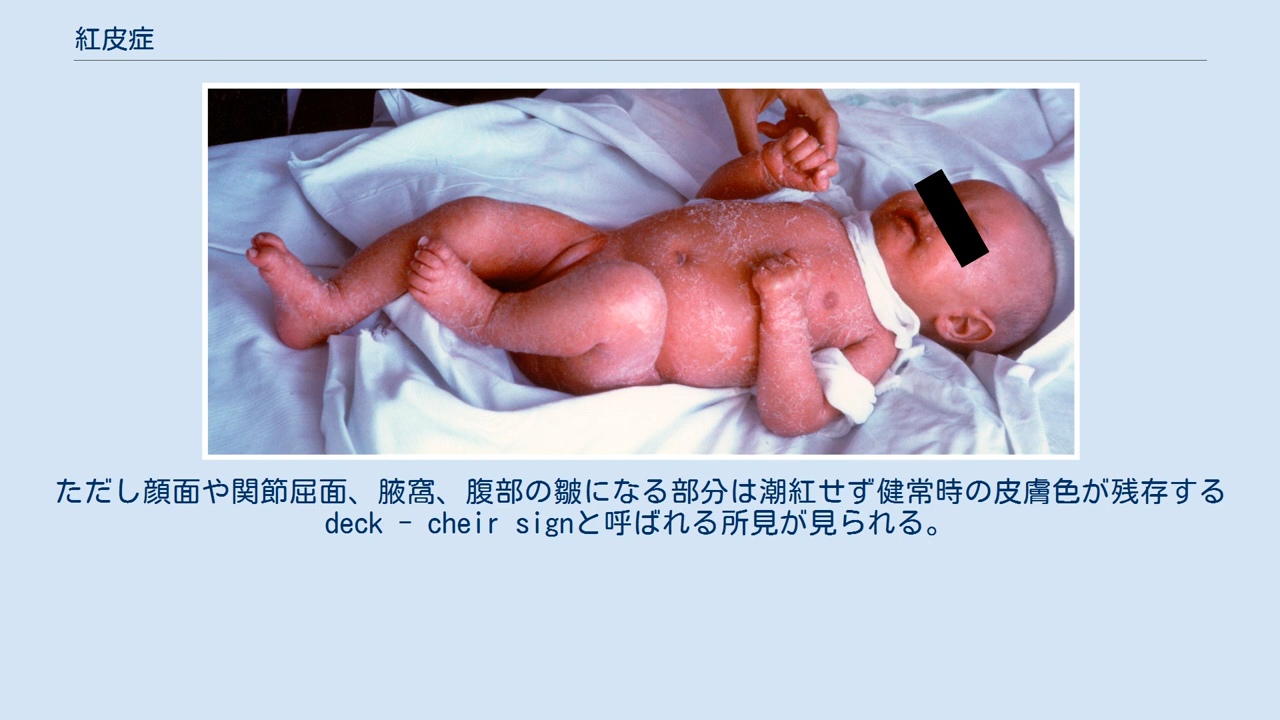 紅皮症
ただし顔面や関節屈面、腋窩、腹部の皺になる部分は潮紅せず健常時の皮膚色が残存する
deck - cheir signと呼ばれる所見が見られる。